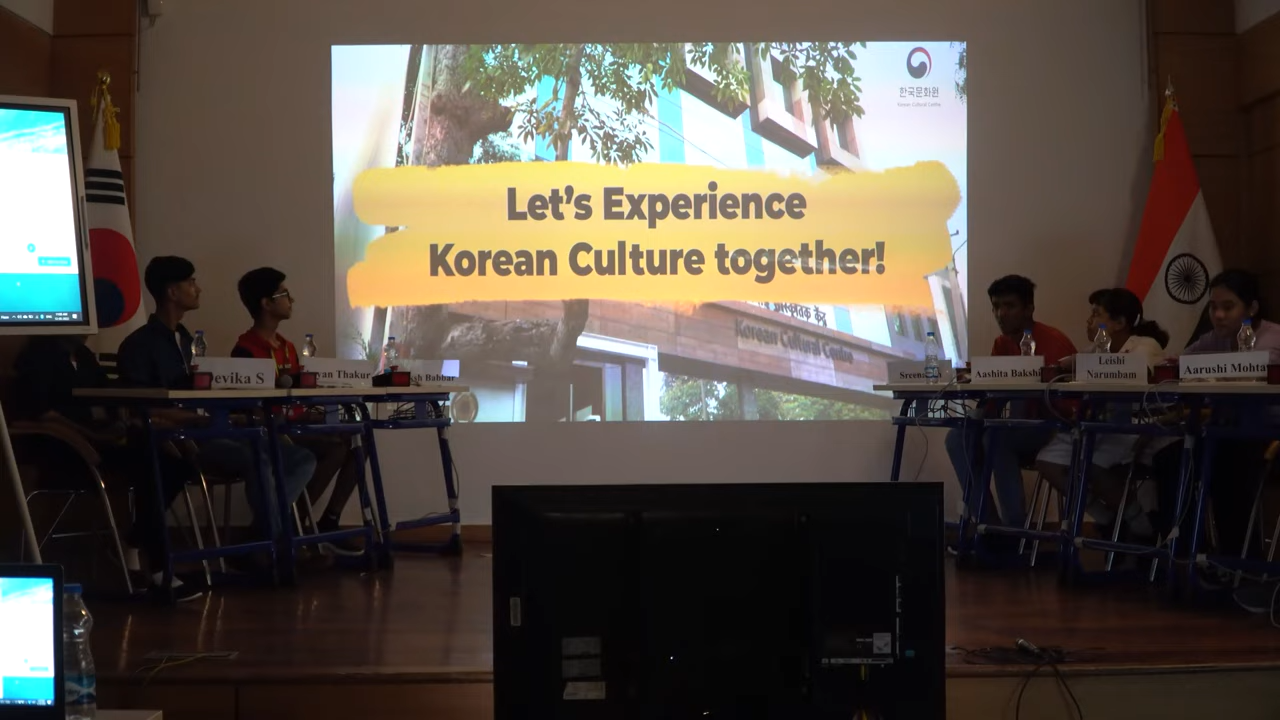 한국문화원
Korean Cultural Centre
Let's Experience
Korean Culture together!
Korean Cultural Centre
Devika S
Thakur
Babbar
Aashita Bakshi
Leishi
Narumbam
Aarushi Mohta